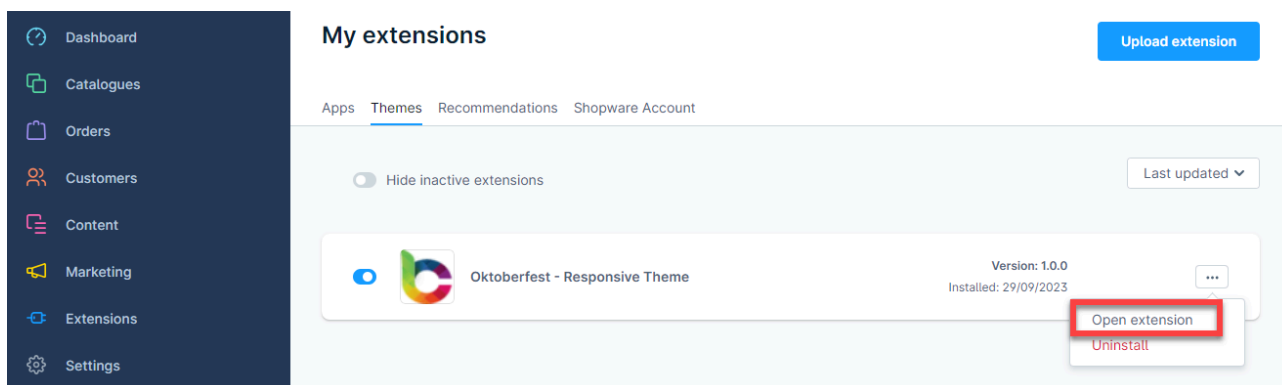 Dashboard
Catalogues
Orders
Customers
Content
Marketing
Extensions
Settings
My extensions
Upload extension
Apps Themes Recommendations Shopware Account
Hide inactive extensions
Last updated
Oktoberfest - Responsive Theme
Version: 1.0.0
Installed: 29/09/2023
Open extension
Uninstall